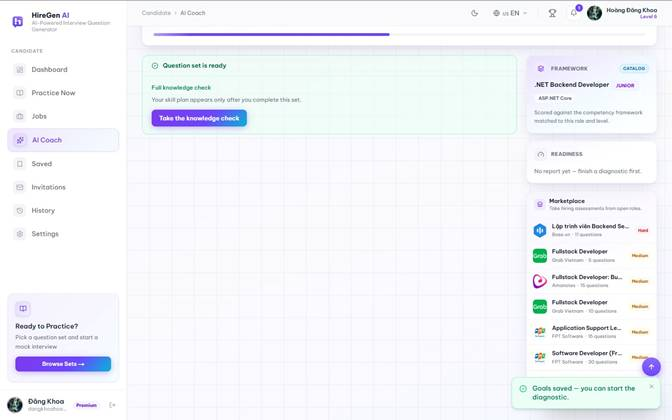 HireGen AI
AI-Powered Interview Question
Generator
CANDIDATE
Dashboard
Practice Now
Jobs
AI Coach
Saved
Invitations
History
Settings
Ready to Practice?
Pick a question set and start a
mock interview
Browse Sets →
Đăng Khoa
dangkhoahoa...
Premium
Candidate › AI Coach
US EN
1
Hoàng Đăng Khoa
Level 6
Question set is ready
Full knowledge check
Your skill plan appears only after you complete this set.
Take the knowledge check
FRAMEWORK
CATALOG
.NET Backend Developer JUNIOR
ASP.NET Core
Scored against the competency framework
matched to this role and level.
READINESS
No report yet — finish a diagnostic first.
Marketplace
Take hiring assessments from open roles.
Lập trình viên Backend Se...
Base.vn · 11 questions
Hard
Grab
Fullstack Developer
Grab Vietnam · 5 questions
Medium
Fullstack Developer: Bu...
Amanotes · 15 questions
Medium
Grab
Fullstack Developer
Grab Vietnam · 10 questions
Medium
Application Support Le...
FPT Software · 15 questions
Medium
Software Developer (Fr...
FPT Software · 30 questions
Medium
Goals saved — you can start the
diagnostic.